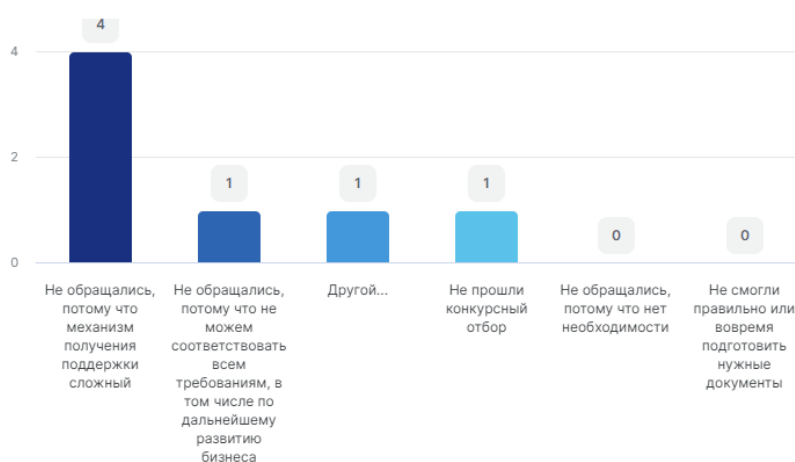 4
4
2
0
1
1
1
0
0
Не обращались,
потому что
механизм
получения
поддержки
сложный
Не обращались,
потому что не
можем
соответствовать
всем
требованиям, в
том числе по
дальнейшему
развитию
бизнеса
Другой...
Не прошли
конкурсный
отбор
Не обращались,
потому что нет
необходимости
Не смогли
правильно или
вовремя
подготовить
нужные
документы